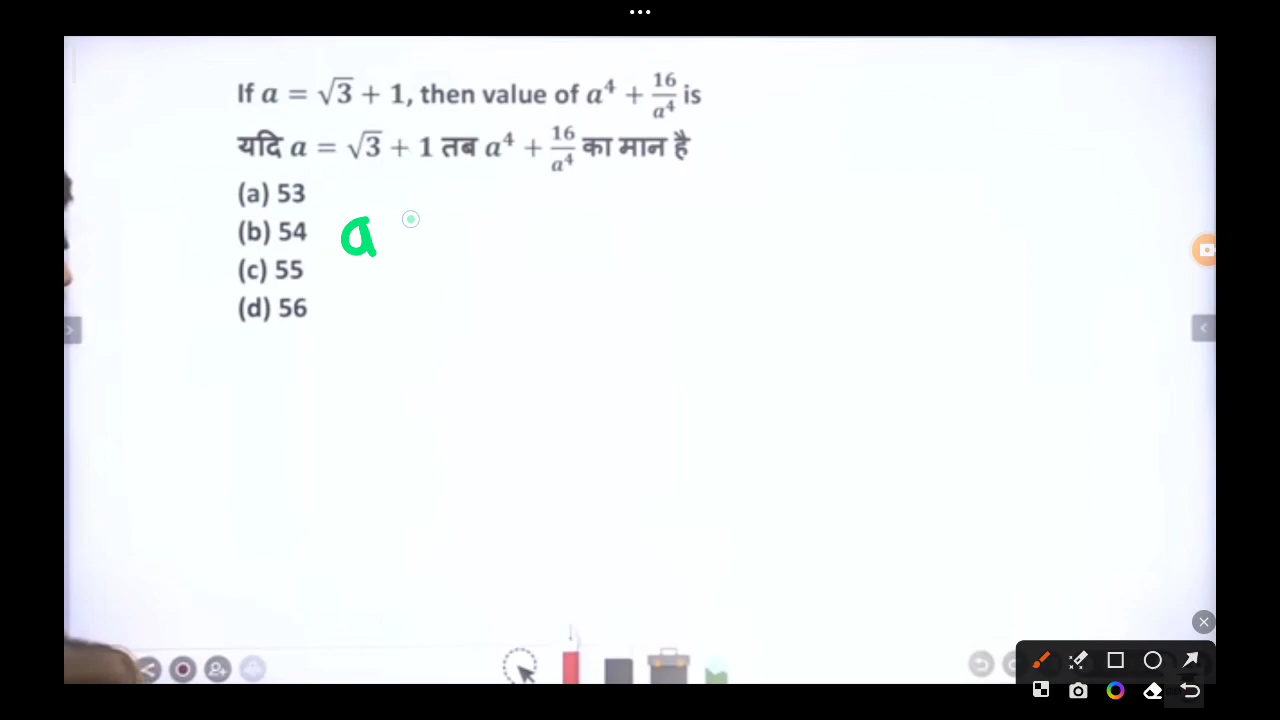 If a = √3 + 1, then value of a⁴ + 16/a⁴ is
यदि a = √3 + 1 तब a⁴ + 16/a⁴ का मान है
(a) 53
(b) 54
a
(c) 55
(d) 56